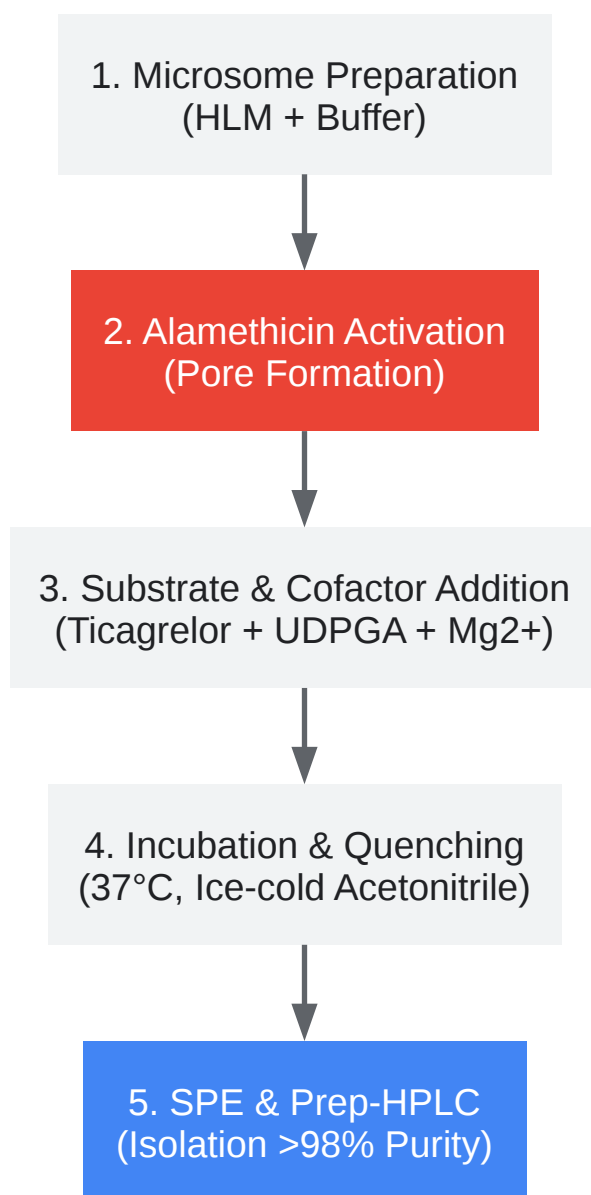 1. Microsome Preparation
(HLM + Buffer)
2. Alamethicin Activation
(Pore Formation)
3. Substrate & Cofactor Addition
(Ticagrelor + UDPGA + Mg2+)
4. Incubation & Quenching
(37°C, Ice-cold Acetonitrile)
5. SPE & Prep-HPLC
(Isolation >98% Purity)